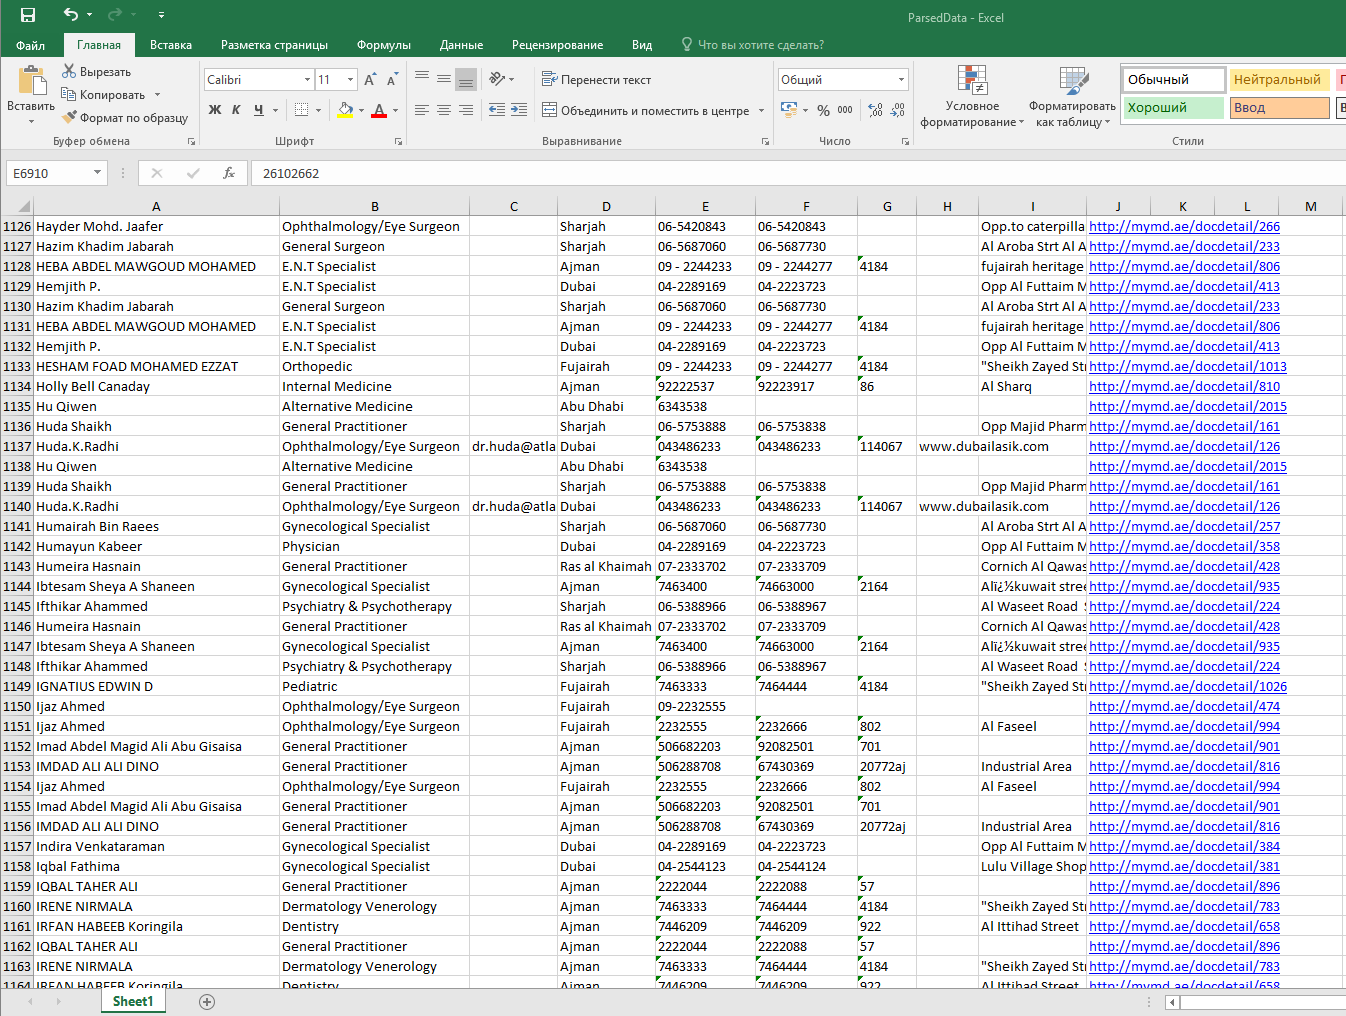 ParsedData - Excel
Файл Главная Вставка Разметка страницы Формулы Данные Рецензирование Вид Что вы хотите сделать?
Вставить Вырезать Копировать Формат по образцу
Calibri 11
Ж К Ч
Перенести текст
Объединить и поместить в центре
Общий
% 000
Условное форматирование Форматировать как таблицу
Обычный Нейтральный
Хороший Ввод
Буфер обмена Шрифт Выравнивание Число Стили
E6910 fx 26102662
A B C D E F G H I J K L M
1126 Hayder Mohd. Jaafer Ophthalmology/Eye Surgeon Sharjah 06-5420843 06-5420843 Opp.to caterpilla http://mymd.ae/docdetail/266
1127 Hazim Khadim Jabarah General Surgeon Sharjah 06-5687060 06-5687730 Al Aroba Strt Al A http://mymd.ae/docdetail/233
1128 HEBA ABDEL MAWGOUD MOHAMED E.N.T Specialist Ajman 09 - 2244233 09 - 2244277 4184 fujairah heritage http://mymd.ae/docdetail/806
1129 Hemjith P. E.N.T Specialist Dubai 04-2289169 04-2223723 Opp Al Futtaim M http://mymd.ae/docdetail/413
1130 Hazim Khadim Jabarah General Surgeon Sharjah 06-5687060 06-5687730 Al Aroba Strt Al A http://mymd.ae/docdetail/233
1131 HEBA ABDEL MAWGOUD MOHAMED E.N.T Specialist Ajman 09 - 2244233 09 - 2244277 4184 fujairah heritage http://mymd.ae/docdetail/806
1132 Hemjith P. E.N.T Specialist Dubai 04-2289169 04-2223723 Opp Al Futtaim M http://mymd.ae/docdetail/413
1133 HESHAM FOAD MOHAMED EZZAT Orthopedic Fujairah 09 - 2244233 09 - 2244277 4184 "Sheikh Zayed Str http://mymd.ae/docdetail/1013
1134 Holly Bell Canaday Internal Medicine Ajman 92222537 92223917 86 Al Sharq http://mymd.ae/docdetail/810
1135 Hu Qiwen Alternative Medicine Abu Dhabi 6343538 http://mymd.ae/docdetail/2015
1136 Huda Shaikh General Practitioner Sharjah 06-5753888 06-5753838 Opp Majid Pharm http://mymd.ae/docdetail/161
1137 Huda.K.Radhi Ophthalmology/Eye Surgeon dr.huda@atla Dubai 043486233 043486233 114067 www.dubailasik.com http://mymd.ae/docdetail/126
1138 Hu Qiwen Alternative Medicine Abu Dhabi 6343538 http://mymd.ae/docdetail/2015
1139 Huda Shaikh General Practitioner Sharjah 06-5753888 06-5753838 Opp Majid Pharm http://mymd.ae/docdetail/161
1140 Huda.K.Radhi Ophthalmology/Eye Surgeon dr.huda@atla Dubai 043486233 043486233 114067 www.dubailasik.com http://mymd.ae/docdetail/126
1141 Humairah Bin Raees Gynecological Specialist Sharjah 06-5687060 06-5687730 Al Aroba Strt Al A http://mymd.ae/docdetail/257
1142 Humayun Kabeer Physician Dubai 04-2289169 04-2223723 Opp Al Futtaim M http://mymd.ae/docdetail/358
1143 Humeira Hasnain General Practitioner Ras al Khaimah 07-2333702 07-2333709 Cornich Al Qawas http://mymd.ae/docdetail/428
1144 Ibtesam Sheya A Shaneen Gynecological Specialist Ajman 7463400 74663000 2164 Alï¿½kuwait stree http://mymd.ae/docdetail/935
1145 Ifthikar Ahammed Psychiatry & Psychotherapy Sharjah 06-5388966 06-5388967 Al Waseet Road S http://mymd.ae/docdetail/224
1146 Humeira Hasnain General Practitioner Ras al Khaimah 07-2333702 07-2333709 Cornich Al Qawas http://mymd.ae/docdetail/428
1147 Ibtesam Sheya A Shaneen Gynecological Specialist Ajman 7463400 74663000 2164 Alï¿½kuwait stree http://mymd.ae/docdetail/935
1148 Ifthikar Ahammed Psychiatry & Psychotherapy Sharjah 06-5388966 06-5388967 Al Waseet Road S http://mymd.ae/docdetail/224
1149 IGNATIUS EDWIN D Pediatric Fujairah 7463333 7464444 4184 "Sheikh Zayed Str http://mymd.ae/docdetail/1026
1150 Ijaz Ahmed Ophthalmology/Eye Surgeon Fujairah 09-2232555 http://mymd.ae/docdetail/474
1151 Ijaz Ahmed Ophthalmology/Eye Surgeon Fujairah 2232555 2232666 802 Al Faseel http://mymd.ae/docdetail/994
1152 Imad Abdel Magid Ali Abu Gisaisa General Practitioner Ajman 506682203 92082501 701 http://mymd.ae/docdetail/901
1153 IMDAD ALI ALI DINO General Practitioner Ajman 506288708 67430369 20772aj Industrial Area http://mymd.ae/docdetail/816
1154 Ijaz Ahmed Ophthalmology/Eye Surgeon Fujairah 2232555 2232666 802 Al Faseel http://mymd.ae/docdetail/994
1155 Imad Abdel Magid Ali Abu Gisaisa General Practitioner Ajman 506682203 92082501 701 http://mymd.ae/docdetail/901
1156 IMDAD ALI ALI DINO General Practitioner Ajman 506288708 67430369 20772aj Industrial Area http://mymd.ae/docdetail/816
1157 Indira Venkataraman Gynecological Specialist Dubai 04-2289169 04-2223723 Opp Al Futtaim M http://mymd.ae/docdetail/384
1158 Iqbal Fathima Gynecological Specialist Dubai 04-2544123 04-2544124 Lulu Village Shop http://mymd.ae/docdetail/381
1159 IQBAL TAHER ALI General Practitioner Ajman 2222044 2222088 57 http://mymd.ae/docdetail/896
1160 IRENE NIRMALA Dermatology Venerology Ajman 7463333 7464444 4184 "Sheikh Zayed Str http://mymd.ae/docdetail/783
1161 IRFAN HABEEB Koringila Dentistry Ajman 7446209 7446209 922 Al Ittihad Street http://mymd.ae/docdetail/658
1162 IQBAL TAHER ALI General Practitioner Ajman 2222044 2222088 57 http://mymd.ae/docdetail/896
1163 IRENE NIRMALA Dermatology Venerology Ajman 7463333 7464444 4184 "Sheikh Zayed Str http://mymd.ae/docdetail/783
1164 IRFAN HABEEB Koringila Dentistry Ajman 7446209 7446209 922 Al Ittihad Street http://mymd.ae/docdetail/658
Sheet1